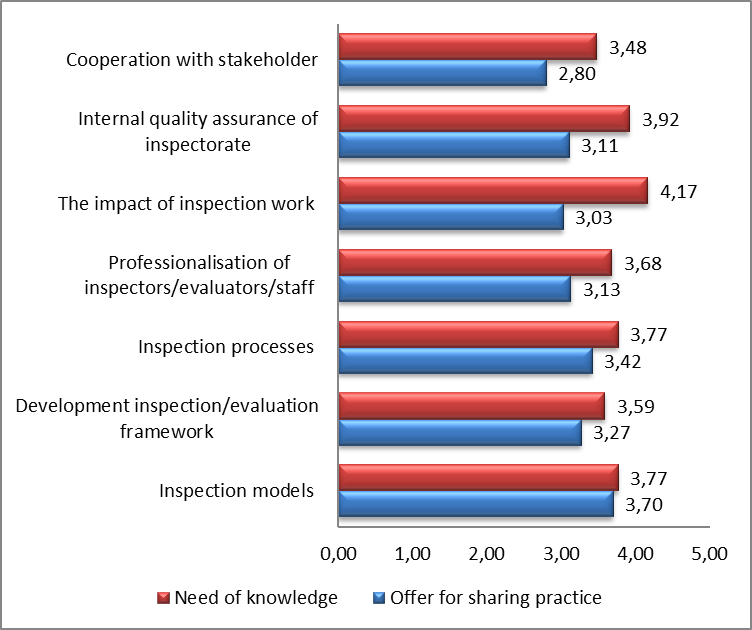 Cooperation with stakeholder
3,48
2,80
Internal quality assurance of
inspectorate
3,92
3,11
The impact of inspection work
4,17
3,03
Professionalisation of
inspectors/evaluators/staff
3,68
3,13
Inspection processes
3,77
3,42
Development inspection/evaluation
framework
3,59
3,27
Inspection models
3,77
3,70
0,00 1,00 2,00 3,00 4,00 5,00
Need of knowledge Offer for sharing practice